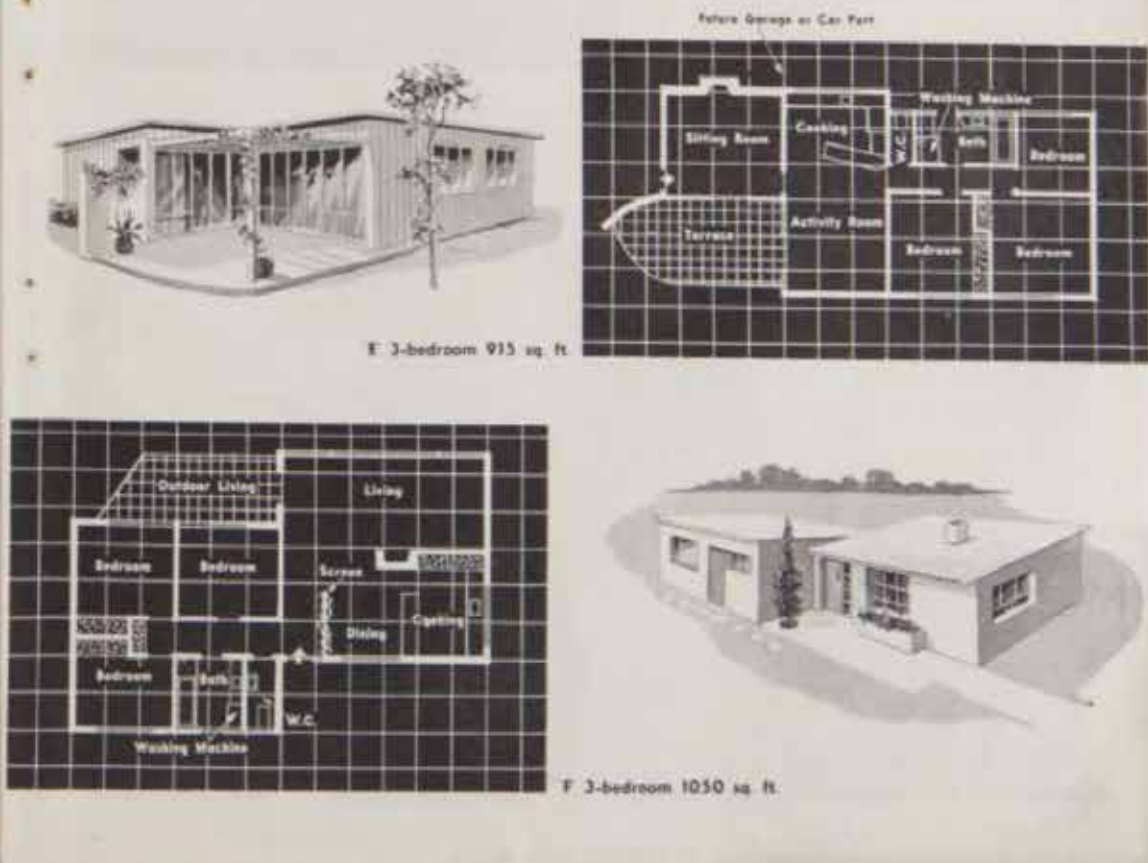 Future Garage or Car Port
Washing Machine
Sitting Room
Cooking
W.C.
Bath
Bedroom
Terrace
Activity Room
Bedroom
Bedroom
E 3-bedroom 915 sq. ft.
Outdoor Living
Living
Bedroom
Bedroom
Screen
Dining
Cooking
Bedroom
Bath
W.C.
Washing Machine
F 3-bedroom 1050 sq. ft.